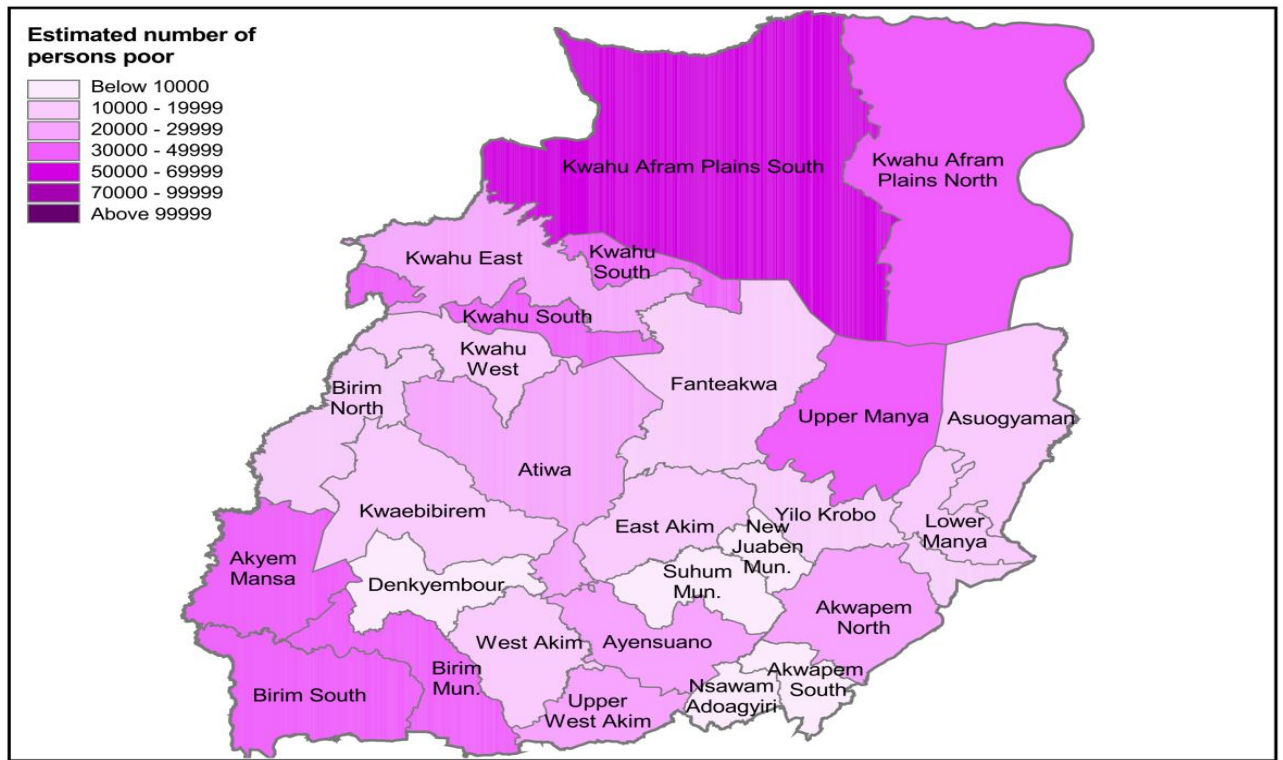 Estimated number of
persons poor
Below 10000
10000 - 19999
20000 - 29999
30000 - 49999
50000 - 69999
70000 - 99999
Above 99999
Kwahu Afram Plains South
Kwahu Afram
Plains North
Kwahu East
Kwahu
South
Kwahu South
Kwahu
West
Birim
North
Fanteakwa
Upper Manya
Asuogyaman
Atiwa
Kwaebibirem
East Akim
New
Juaben
Mun.
Yilo Krobo
Lower
Manya
Akyem
Mansa
Denkyembour
Suhum
Mun.
Akwapem
North
West Akim
Ayensuano
Birim
Mun.
Birim South
Upper
West Akim
Nsawam
Adoagyiri
Akwapem
South